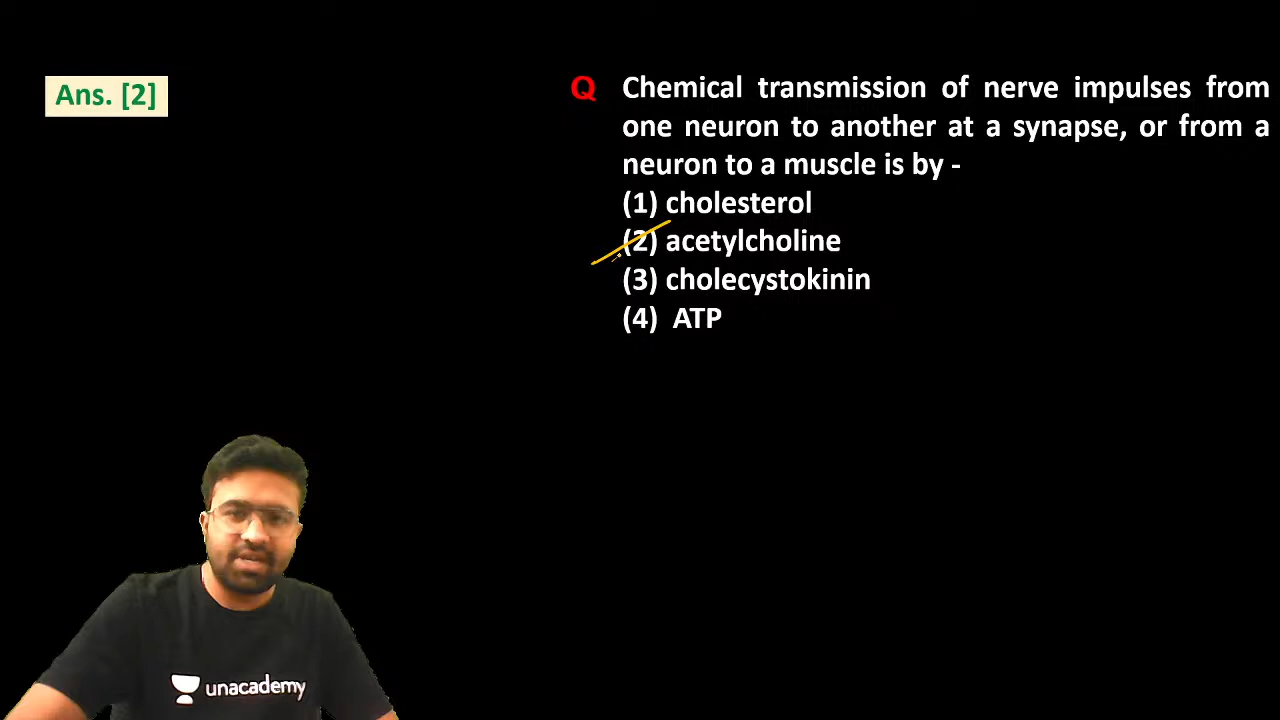 Ans. [2]
Q Chemical transmission of nerve impulses from
one neuron to another at a synapse, or from a
neuron to a muscle is by -
(1) cholesterol
(2) acetylcholine
(3) cholecystokinin
(4) ATP
unacademy